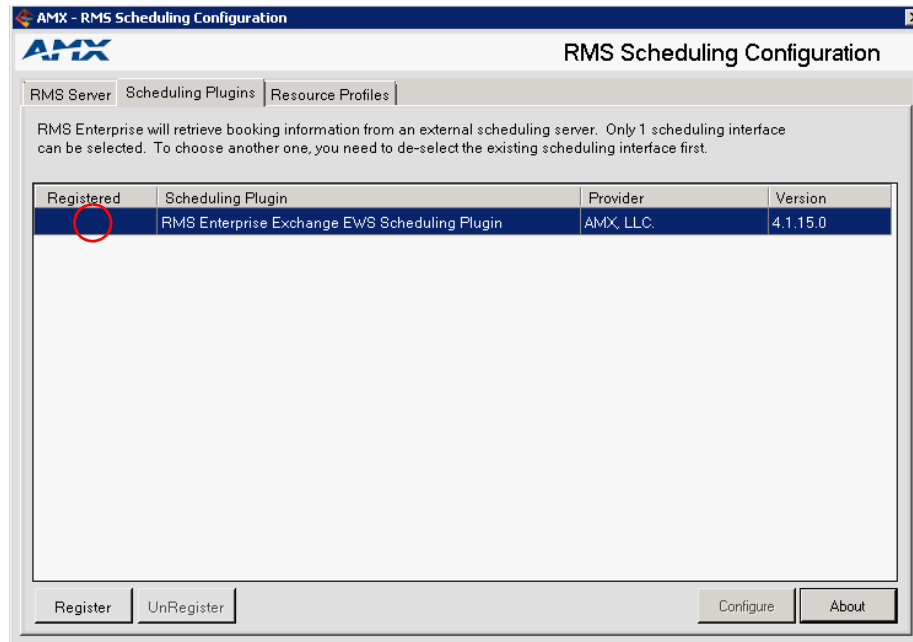 AMX - RMS Scheduling Configuration
AMX
RMS Scheduling Configuration
RMS Server Scheduling Plugins Resource Profiles
RMS Enterprise will retrieve booking information from an external scheduling server. Only 1 scheduling interface
can be selected. To choose another one, you need to de-select the existing scheduling interface first.
Registered Scheduling Plugin Provider Version
RMS Enterprise Exchange EWS Scheduling Plugin AMX, LLC. 4.1.15.0
Register UnRegister Configure About